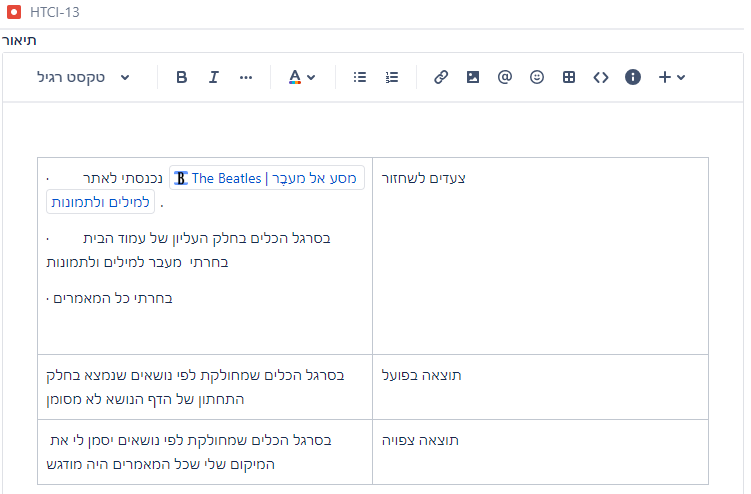 HTCI-13
תיאור
טקסט רגיל
צעדים לשחזור
· נכנסתי לאתר The Beatles | מסע אל מעבֶר
למילים ולתמונות .
· בסרגל הכלים בחלק העליון של עמוד הבית
בחרתי מעבר למילים ולתמונות
· בחרתי כל המאמרים
תוצאה בפועל
בסרגל הכלים שמחולקת לפי נושאים שנמצא בחלק
התחתון של הדף הנושא לא מסומן
תוצאה צפויה
בסרגל הכלים שמחולקת לפי נושאים יסמן לי את
המיקום שלי שכל המאמרים היה מודגש